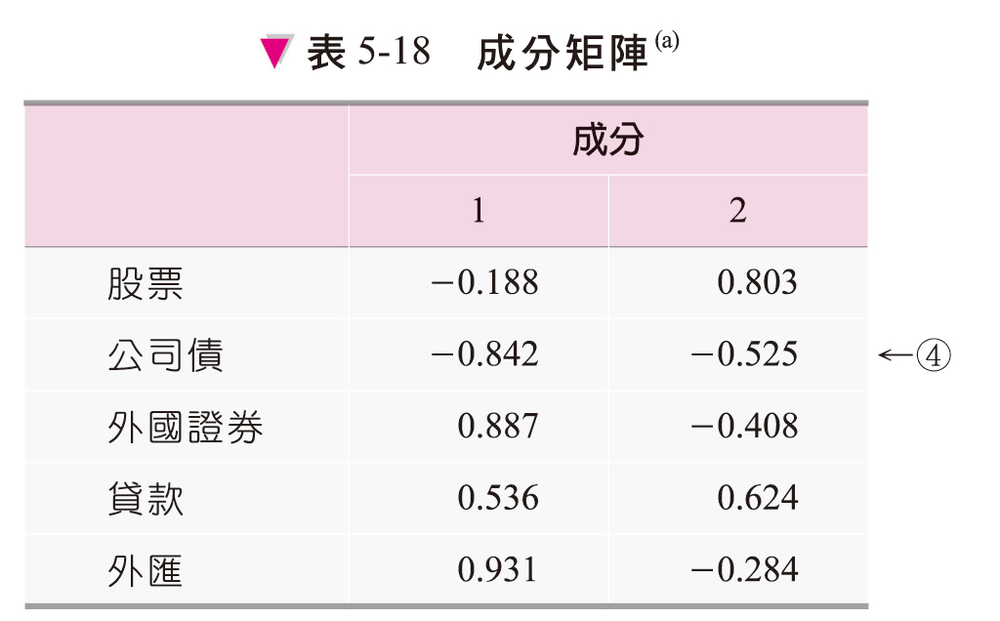 ▼ 表 5-18 成分矩陣(a)
成分
1 2
股票 −0.188 0.803
公司債 −0.842 −0.525 ←④
外國證券 0.887 −0.408
貸款 0.536 0.624
外匯 0.931 −0.284